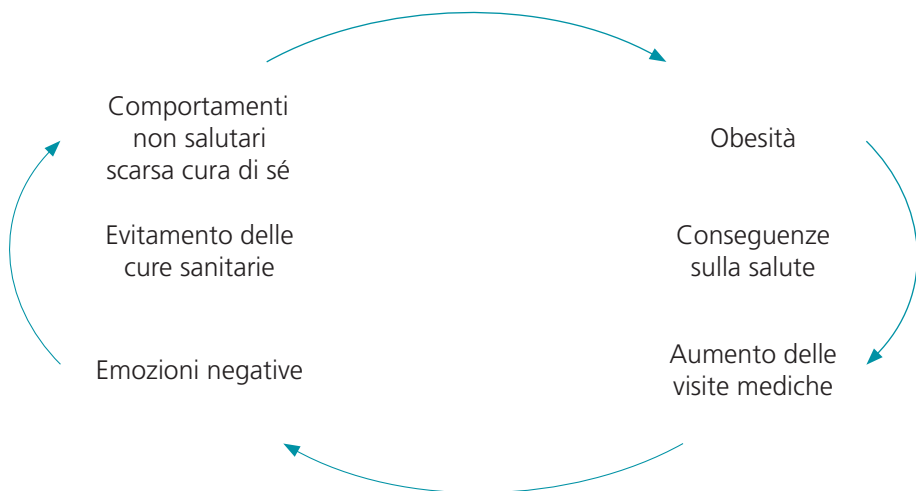 Comportamenti
non salutari
scarsa cura di sé
Evitamento delle
cure sanitarie
Emozioni negative
Obesità
Conseguenze
sulla salute
Aumento delle
visite mediche